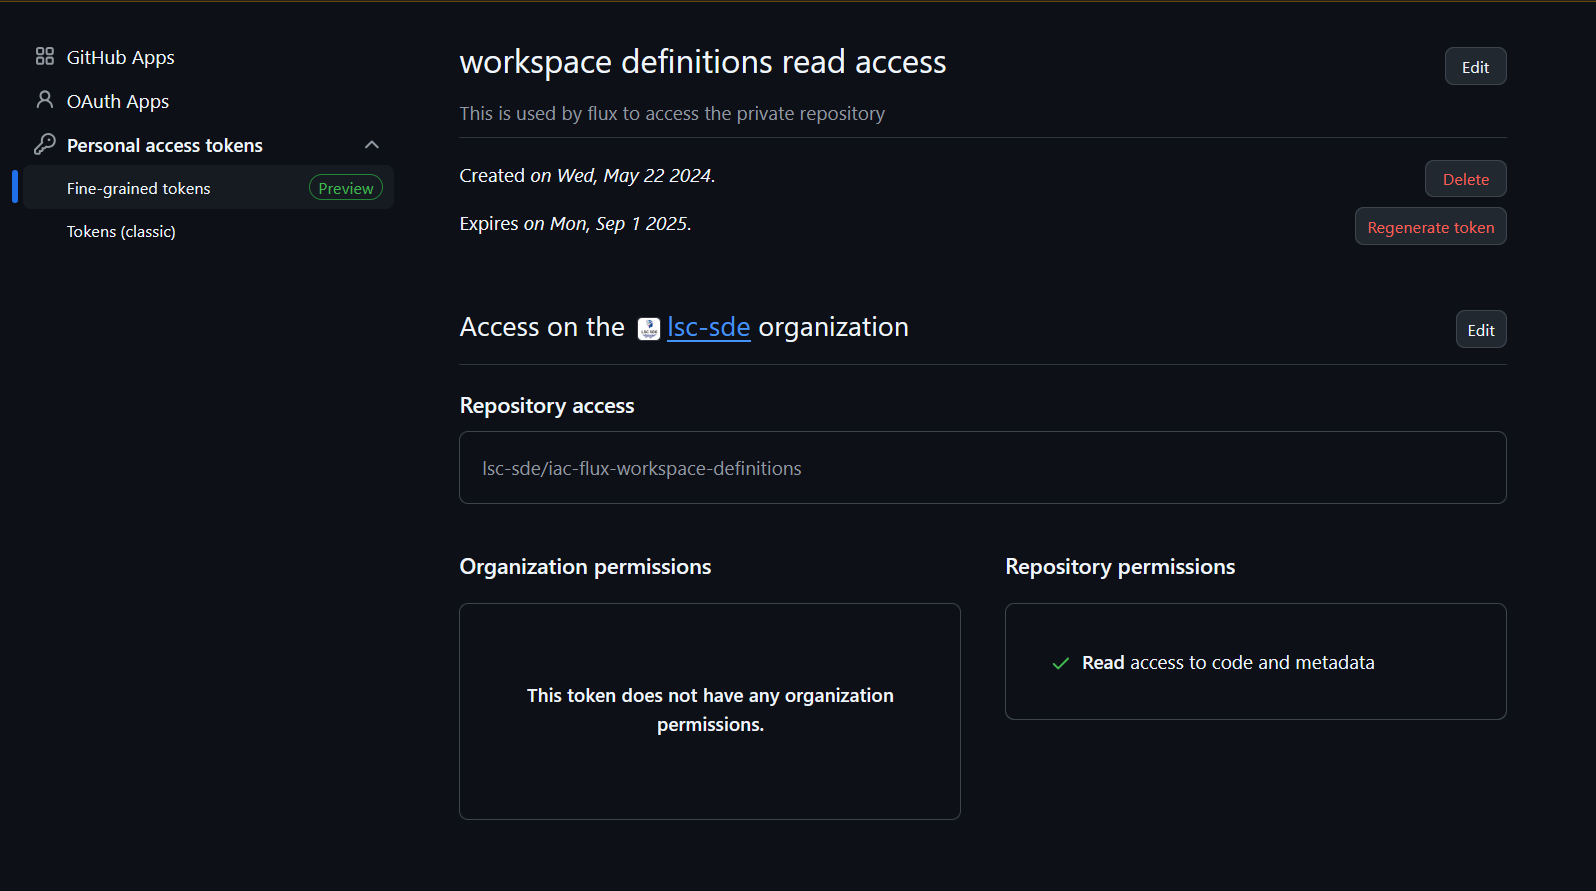 GitHub Apps
OAuth Apps
Personal access tokens
Fine-grained tokens Preview
Tokens (classic)
workspace definitions read access
Edit
This is used by flux to access the private repository
Created on Wed, May 22 2024.
Delete
Expires on Mon, Sep 1 2025.
Regenerate token
Access on the lsc-sde organization
Edit
Repository access
lsc-sde/iac-flux-workspace-definitions
Organization permissions
This token does not have any organization
permissions.
Repository permissions
Read access to code and metadata